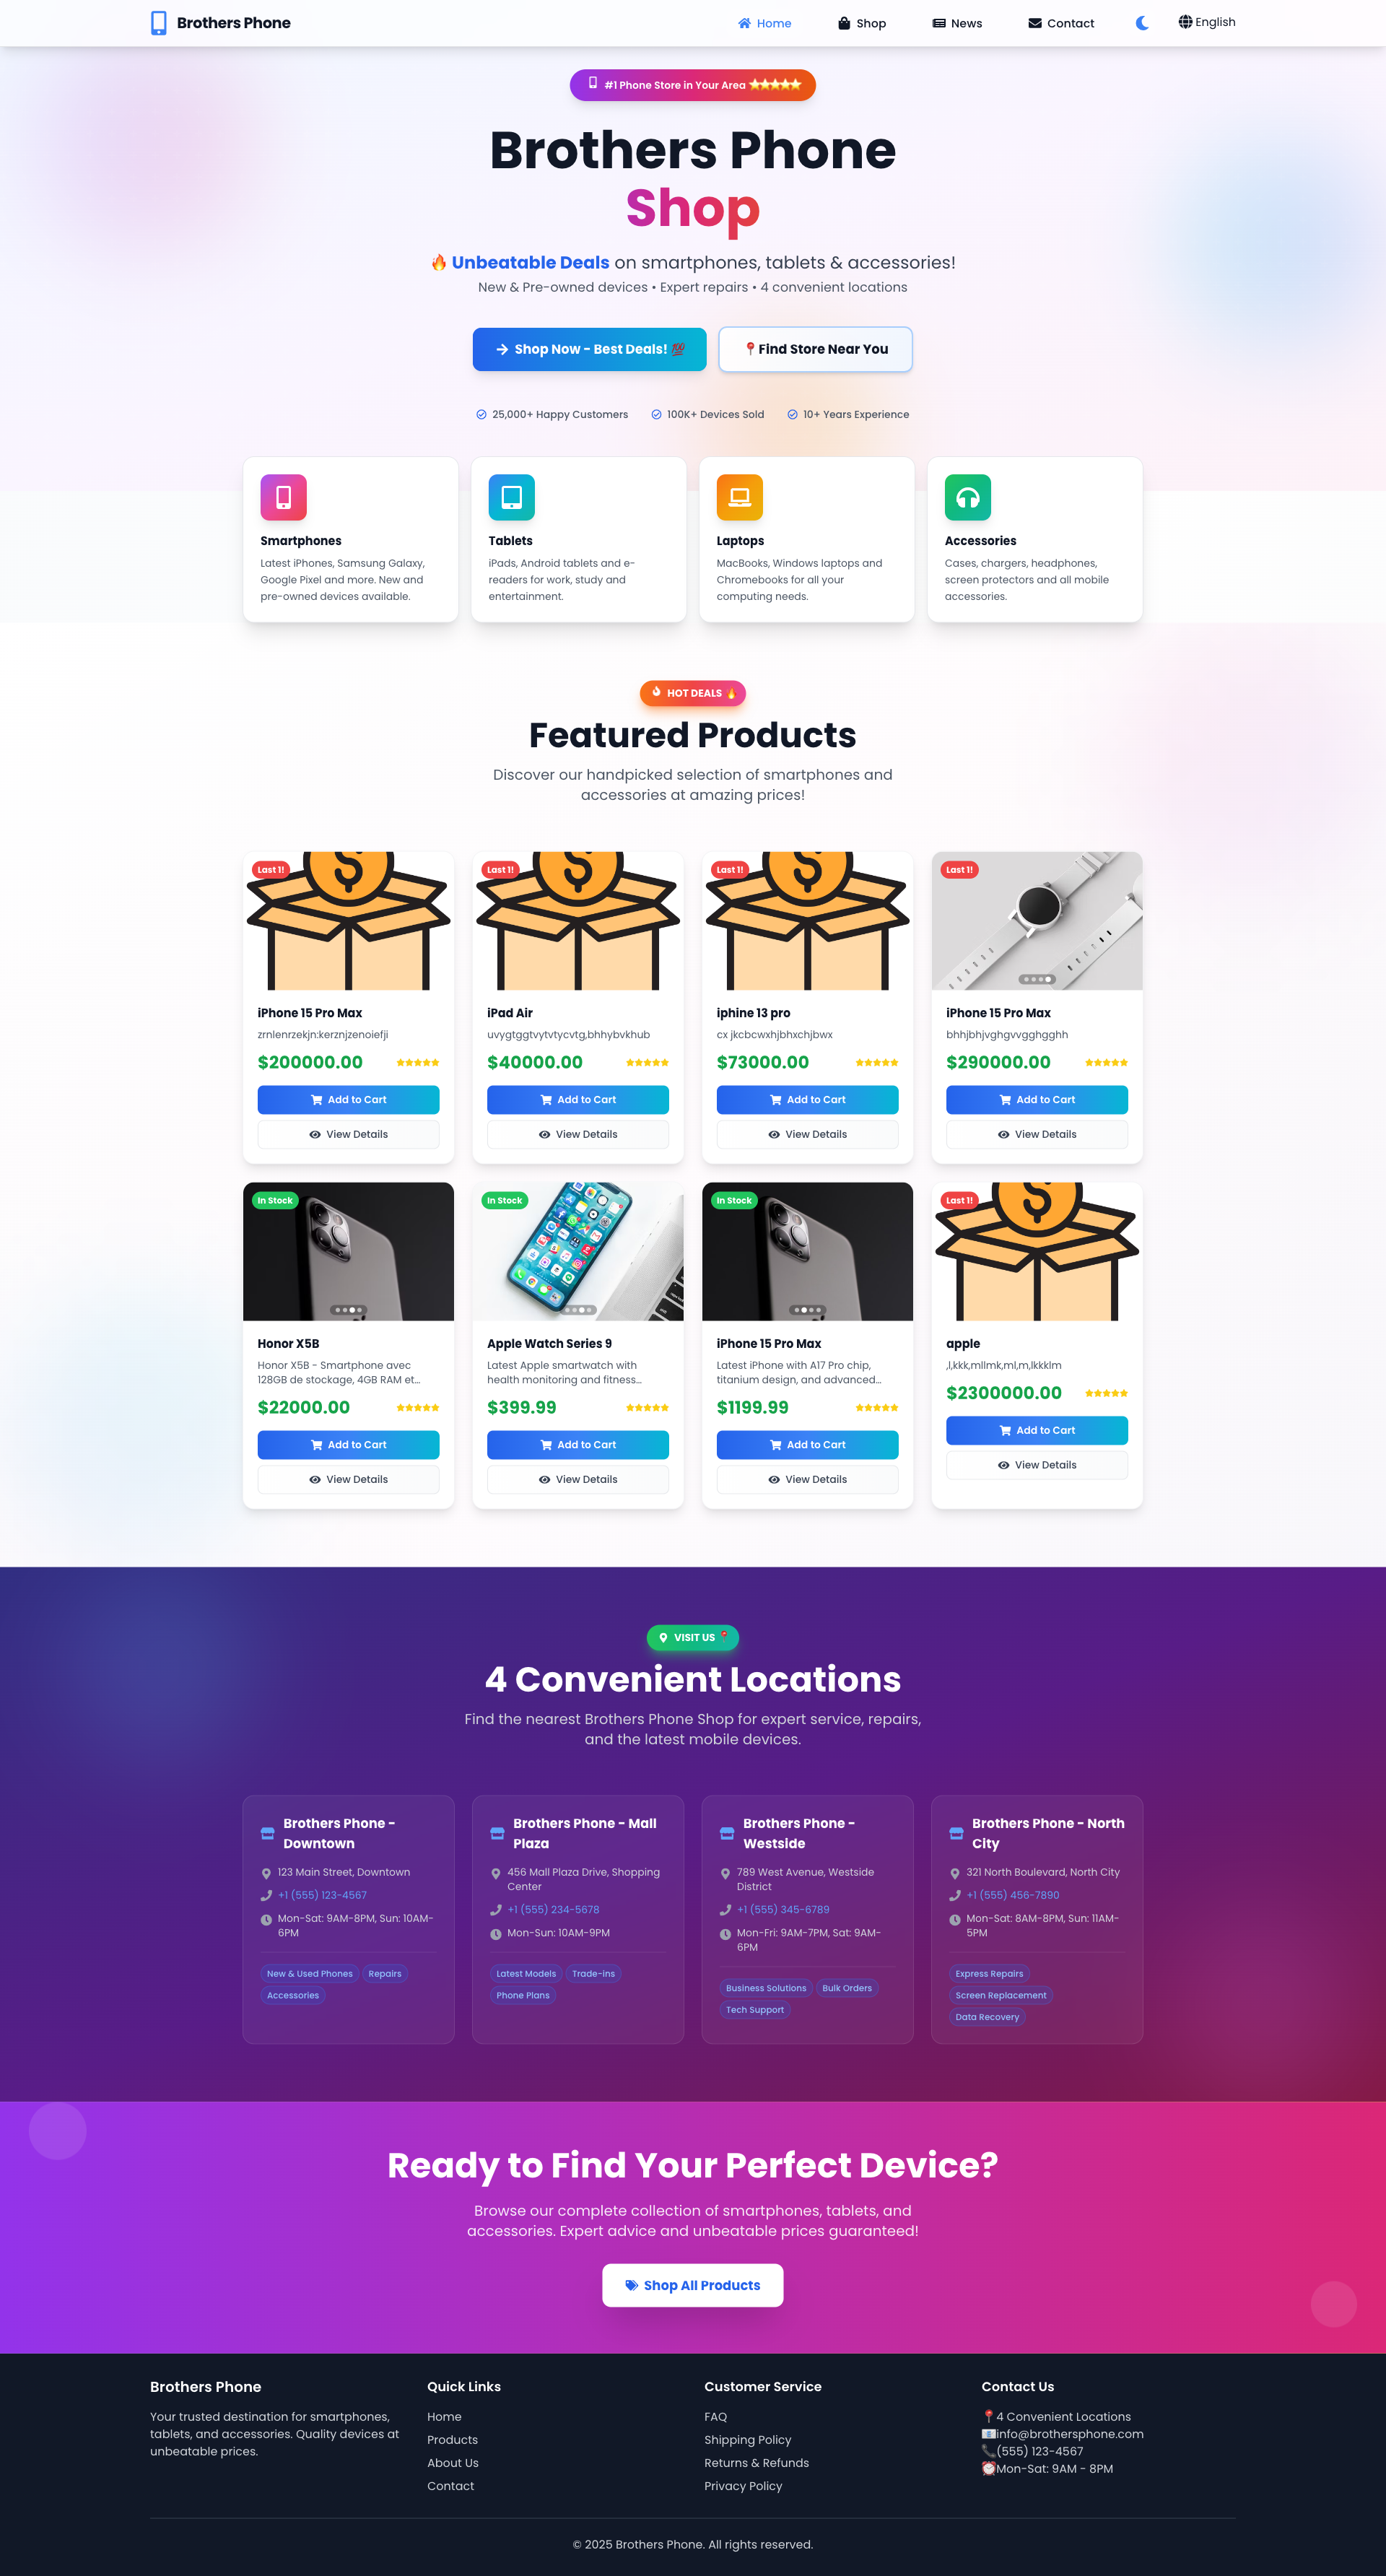 Brothers Phone
Home
Shop
News
Contact
English
#1 Phone Store in Your Area ⭐⭐⭐⭐⭐
Brothers Phone
Shop
🔥 Unbeatable Deals on smartphones, tablets & accessories!
New & Pre-owned devices • Expert repairs • 4 convenient locations
Shop Now - Best Deals! 💯
📍Find Store Near You
25,000+ Happy Customers
100K+ Devices Sold
10+ Years Experience
Smartphones
Latest iPhones, Samsung Galaxy,
Google Pixel and more. New and
pre-owned devices available.
Tablets
iPads, Android tablets and e-
readers for work, study and
entertainment.
Laptops
MacBooks, Windows laptops and
Chromebooks for all your
computing needs.
Accessories
Cases, chargers, headphones,
screen protectors and all mobile
accessories.
HOT DEALS 🔥
Featured Products
Discover our handpicked selection of smartphones and
accessories at amazing prices!
Last 1!
$
iPhone 15 Pro Max
zrnlenrzekjn:kerznjzenoiefji
$200000.00
Add to Cart
View Details
Last 1!
$
iPad Air
uvygtggtvytvtycvtg,bhhybvkhub
$40000.00
Add to Cart
View Details
Last 1!
$
iphine 13 pro
cx jkcbcwxhjbhxchjbwx
$73000.00
Add to Cart
View Details
Last 1!
iPhone 15 Pro Max
bhhjbhjvghgvvgghgghh
$290000.00
Add to Cart
View Details
In Stock
Honor X5B
Honor X5B - Smartphone avec
128GB de stockage, 4GB RAM et…
$22000.00
Add to Cart
View Details
In Stock
Apple Watch Series 9
Latest Apple smartwatch with
health monitoring and fitness…
$399.99
Add to Cart
View Details
In Stock
iPhone 15 Pro Max
Latest iPhone with A17 Pro chip,
titanium design, and advanced…
$1199.99
Add to Cart
View Details
Last 1!
$
apple
,l,kkk,mllmk,ml,m,lkkklm
$2300000.00
Add to Cart
View Details
VISIT US 📍
4 Convenient Locations
Find the nearest Brothers Phone Shop for expert service, repairs,
and the latest mobile devices.
Brothers Phone -
Downtown
123 Main Street, Downtown
+1 (555) 123-4567
Mon-Sat: 9AM-8PM, Sun: 10AM-
6PM
New & Used Phones
Repairs
Accessories
Brothers Phone - Mall
Plaza
456 Mall Plaza Drive, Shopping
Center
+1 (555) 234-5678
Mon-Sun: 10AM-9PM
Latest Models
Trade-ins
Phone Plans
Brothers Phone -
Westside
789 West Avenue, Westside
District
+1 (555) 345-6789
Mon-Fri: 9AM-7PM, Sat: 9AM-
6PM
Business Solutions
Bulk Orders
Tech Support
Brothers Phone - North
City
321 North Boulevard, North City
+1 (555) 456-7890
Mon-Sat: 8AM-8PM, Sun: 11AM-
5PM
Express Repairs
Screen Replacement
Data Recovery
Ready to Find Your Perfect Device?
Browse our complete collection of smartphones, tablets, and
accessories. Expert advice and unbeatable prices guaranteed!
Shop All Products
Brothers Phone
Your trusted destination for smartphones,
tablets, and accessories. Quality devices at
unbeatable prices.
Quick Links
Home
Products
About Us
Contact
Customer Service
FAQ
Shipping Policy
Returns & Refunds
Privacy Policy
Contact Us
📍4 Convenient Locations
📧info@brothersphone.com
📞(555) 123-4567
⏰Mon-Sat: 9AM - 8PM
© 2025 Brothers Phone. All rights reserved.